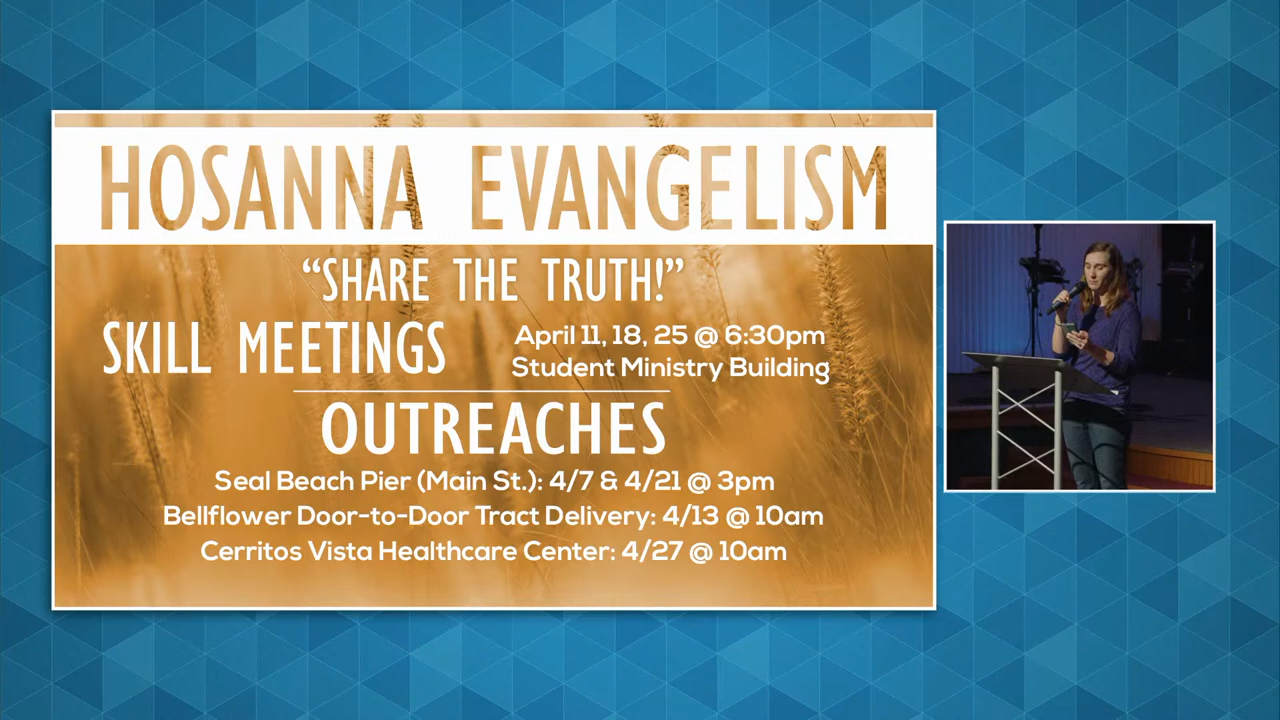 HOSANNA EVANGELISM
“SHARE THE TRUTH!”
SKILL MEETINGS
April 11, 18, 25 @ 6:30pm
Student Ministry Building
OUTREACHES
Seal Beach Pier (Main St.): 4/7 & 4/21 @ 3pm
Bellflower Door-to-Door Tract Delivery: 4/13 @ 10am
Cerritos Vista Healthcare Center: 4/27 @ 10am